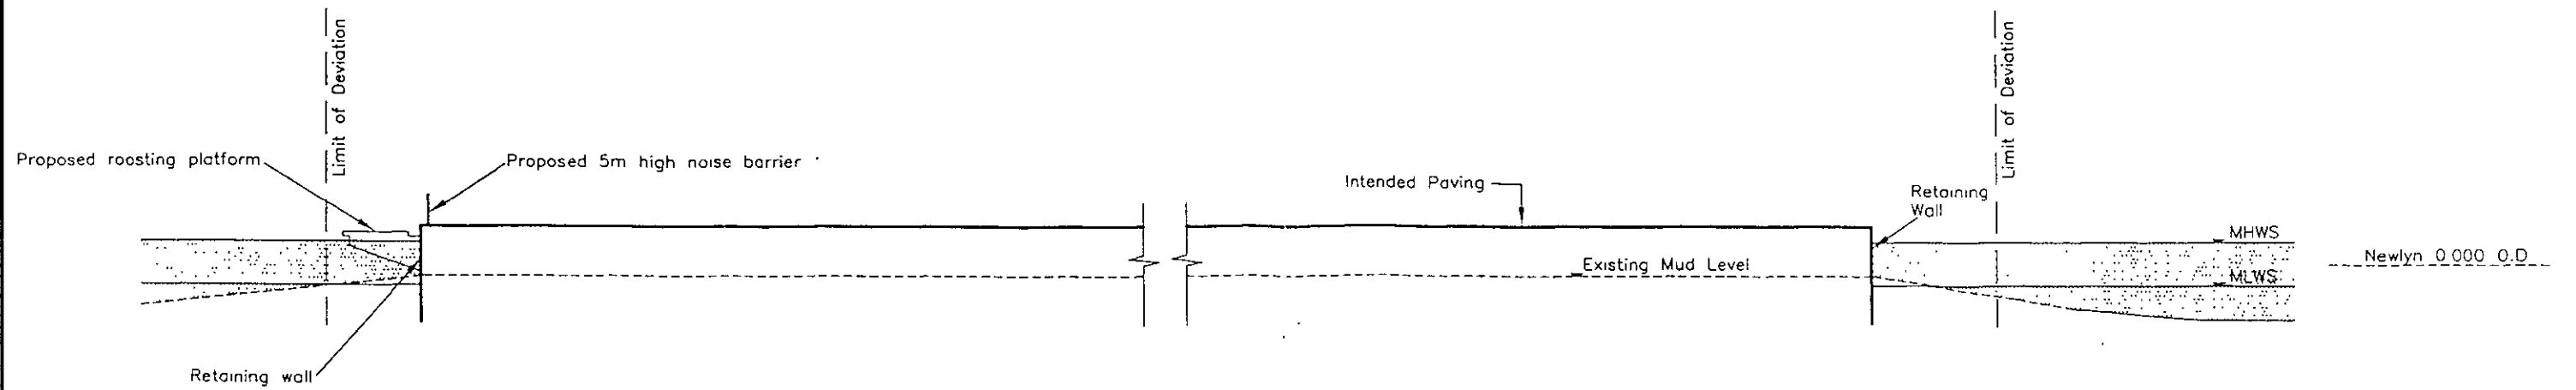 Limit of Deviation
Limit of Deviation
Proposed roosting platform
Proposed 5m high noise barrier
Intended Paving
Retaining
Wall
MHWS
Existing Mud Level
Newlyn 0 000 O.D
MLWS
Retaining wall